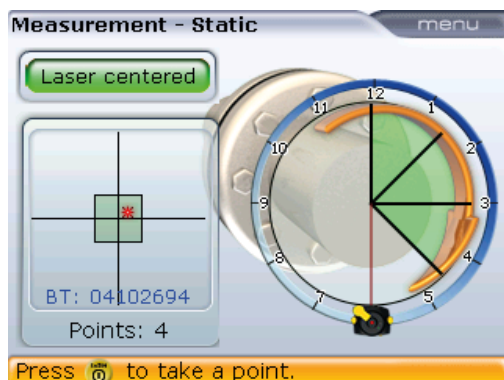 Measurement - Static
menu
Laser centered
12
11
1
10
2
9
3
8
4
7
5
BT: 04102694
Points: 4
Press to take a point.